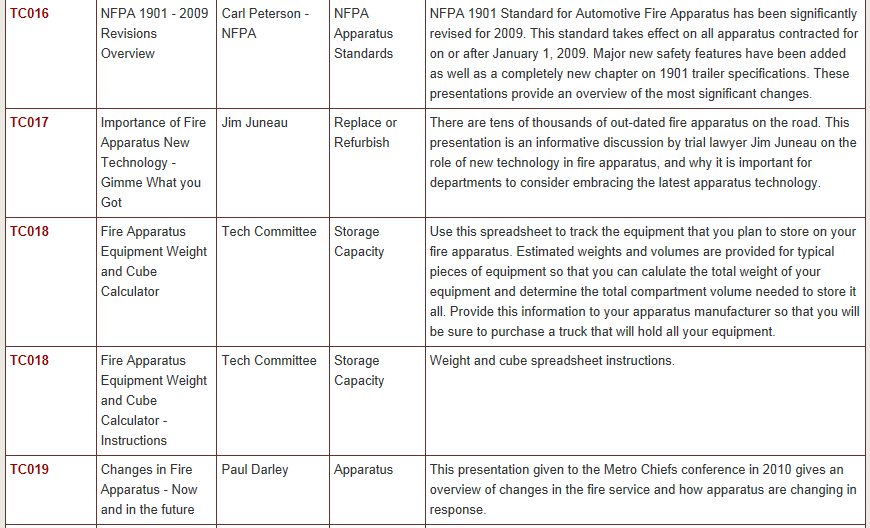 TC016
NFPA 1901 - 2009
Revisions
Overview
Carl Peterson -
NFPA
NFPA
Apparatus
Standards
NFPA 1901 Standard for Automotive Fire Apparatus has been significantly
revised for 2009. This standard takes effect on all apparatus contracted for
on or after January 1, 2009. Major new safety features have been added
as well as a completely new chapter on 1901 trailer specifications. These
presentations provide an overview of the most significant changes.
TC017
Importance of Fire
Apparatus New
Technology -
Gimme What you
Got
Jim Juneau
Replace or
Refurbish
There are tens of thousands of out-dated fire apparatus on the road. This
presentation is an informative discussion by trial lawyer Jim Juneau on the
role of new technology in fire apparatus, and why it is important for
departments to consider embracing the latest apparatus technology.
TC018
Fire Apparatus
Equipment Weight
and Cube
Calculator
Tech Committee
Storage
Capacity
Use this spreadsheet to track the equipment that you plan to store on your
fire apparatus. Estimated weights and volumes are provided for typical
pieces of equipment so that you can calulate the total weight of your
equipment and determine the total compartment volume needed to store it
all. Provide this information to your apparatus manufacturer so that you will
be sure to purchase a truck that will hold all your equipment.
TC018
Fire Apparatus
Equipment Weight
and Cube
Calculator -
Instructions
Tech Committee
Storage
Capacity
Weight and cube spreadsheet instructions.
TC019
Changes in Fire
Apparatus - Now
and in the future
Paul Darley
Apparatus
This presentation given to the Metro Chiefs conference in 2010 gives an
overview of changes in the fire service and how apparatus are changing in
response.